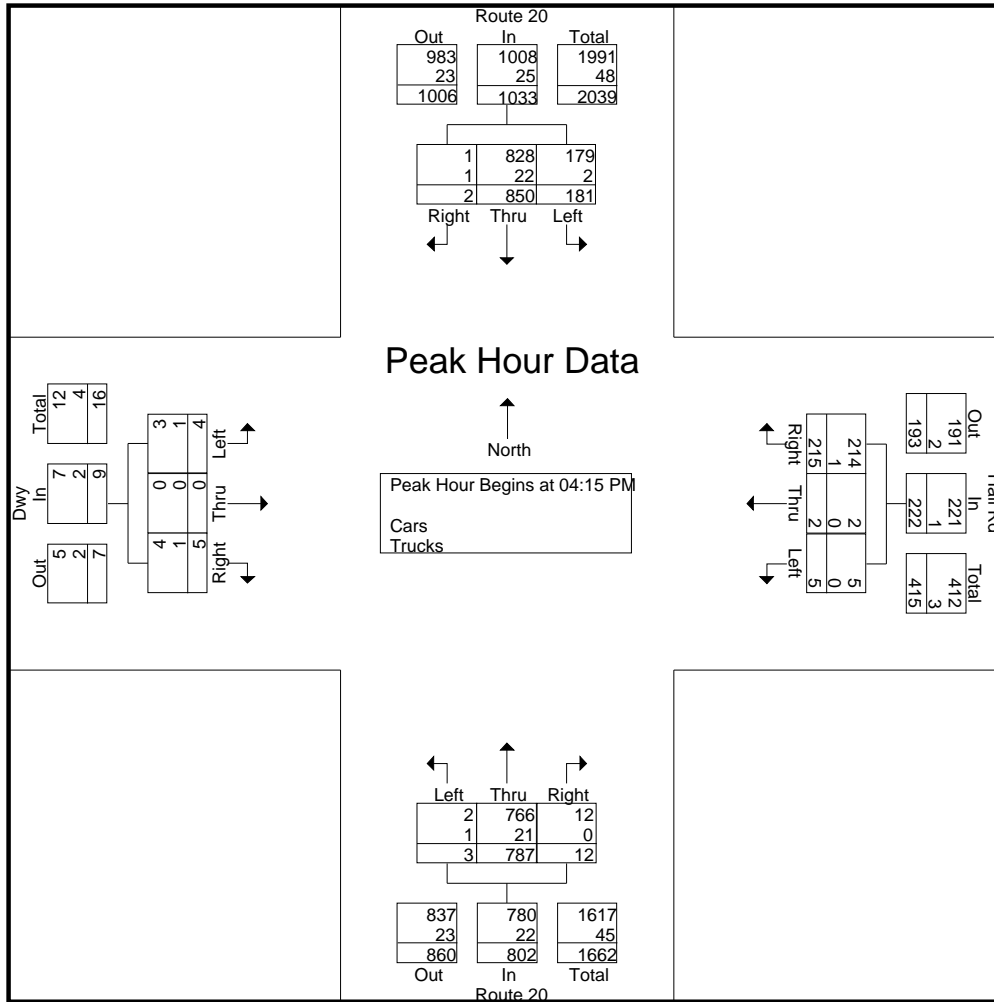 Route 20
Out In Total
983 1008 1991
23 25 48
1006 1033 2039
1 828 179
1 22 2
2 850 181
Right Thru Left
Peak Hour Data
North
Peak Hour Begins at 04:15 PM
Cars
Trucks
Dwy
Total In Out
12 7 5
4 2 2
16 9 7
3 0 4
1 0 1
4 0 5
Left Thru Right
Out In Total
191 221 412
2 1 3
193 222 415
214 2 5
1 0 0
215 2 5
Right Thru Left
Left Thru Right
2 766 12
1 21 0
3 787 12
837 780 1617
23 22 45
860 802 1662
Out In Total
Route 20